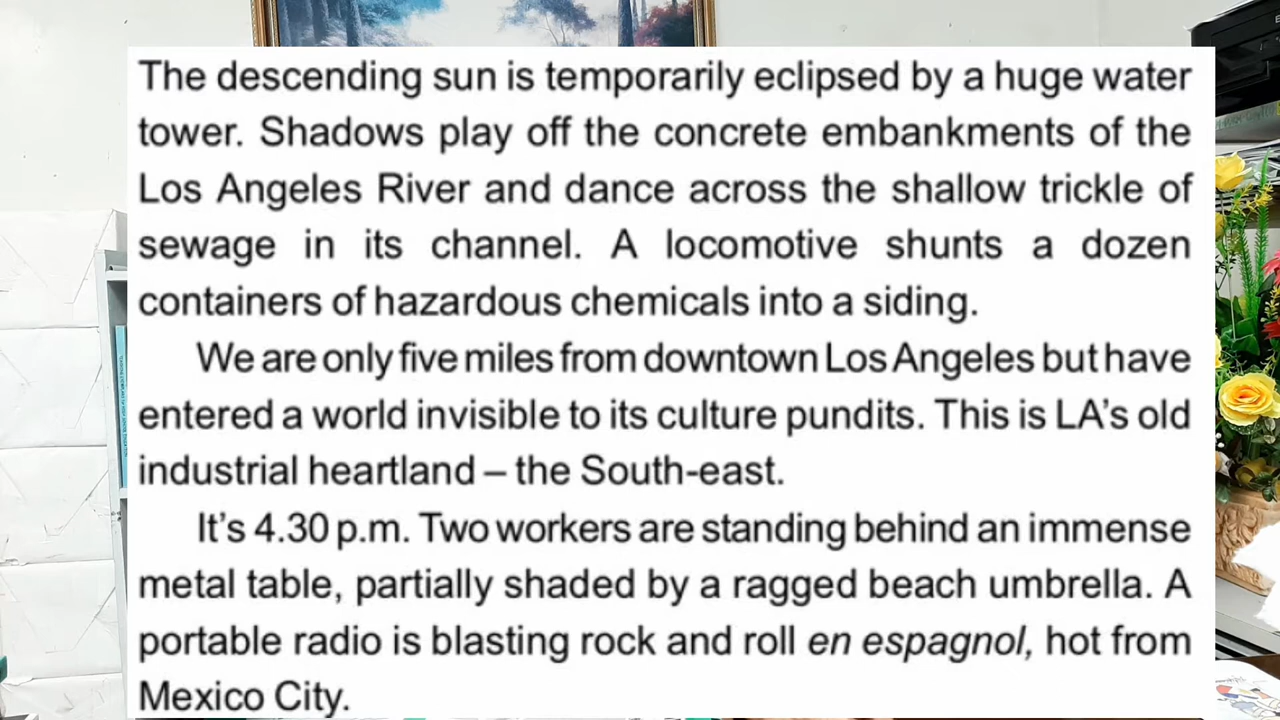 The descending sun is temporarily eclipsed by a huge water
tower. Shadows play off the concrete embankments of the
Los Angeles River and dance across the shallow trickle of
sewage in its channel. A locomotive shunts a dozen
containers of hazardous chemicals into a siding.
We are only five miles from downtown Los Angeles but have
entered a world invisible to its culture pundits. This is LA’s old
industrial heartland – the South-east.
It’s 4.30 p.m. Two workers are standing behind an immense
metal table, partially shaded by a ragged beach umbrella. A
portable radio is blasting rock and roll en espagnol, hot from
Mexico City.